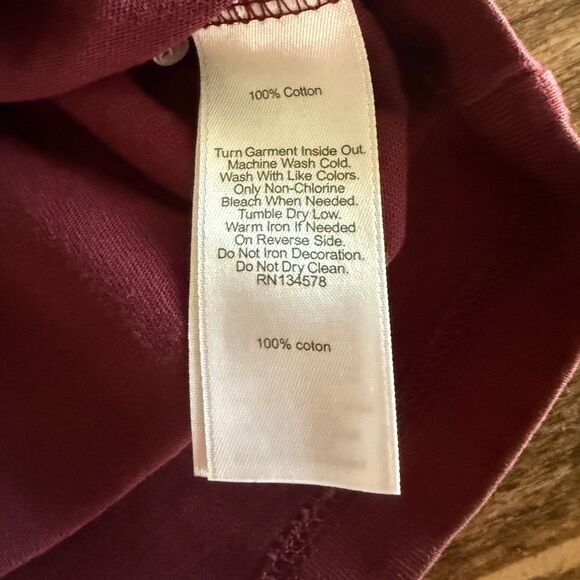 100% Cotton
Turn Garment Inside Out.
Machine Wash Cold.
Wash With Like Colors.
Only Non-Chlorine
Bleach When Needed.
Tumble Dry Low.
Warm Iron If Needed
On Reverse Side.
Do Not Iron Decoration.
Do Not Dry Clean.
RN134578
100% coton